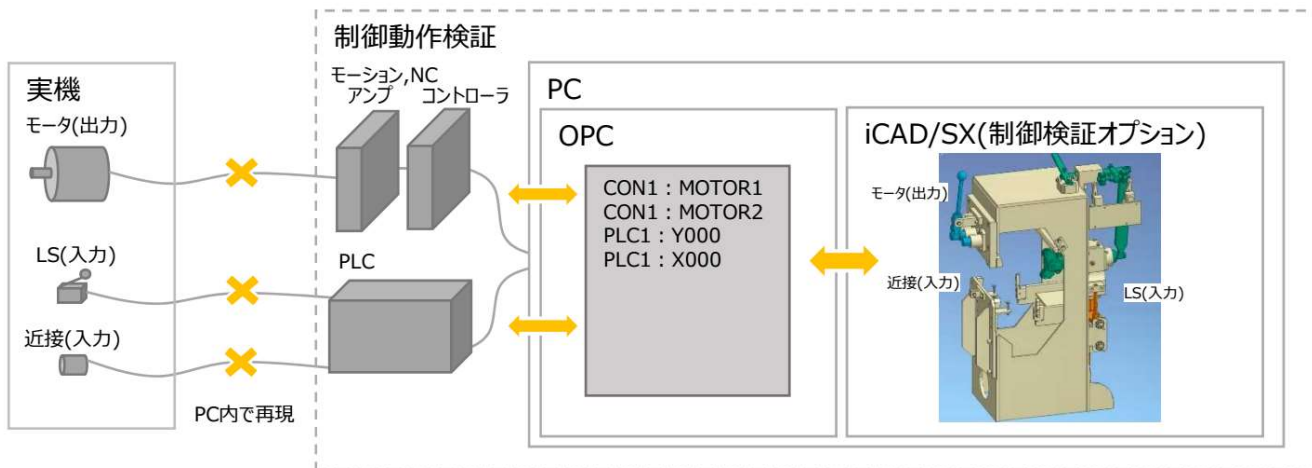 制御動作検証
実機
モータ(出力)
LS(入力)
近接(入力)
PC内で再現
モーション,NC
アンプ コントローラ
PLC
PC
OPC
CON1 : MOTOR1
CON1 : MOTOR2
PLC1 : Y000
PLC1 : X000
iCAD/SX(制御検証オプション)
モータ(出力)
近接(入力)
LS(入力)